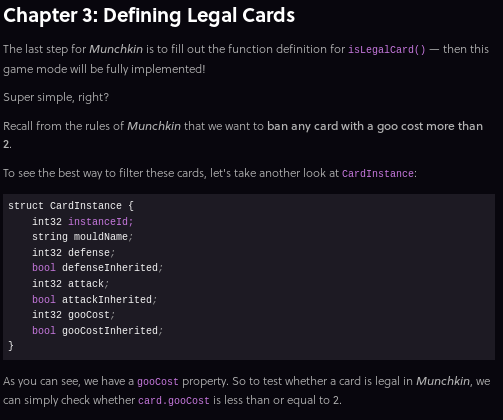 Chapter 3: Defining Legal Cards
The last step for Munchkin is to fill out the function definition for isLegalCard() — then this
game mode will be fully implemented!
Super simple, right?
Recall from the rules of Munchkin that we want to ban any card with a goo cost more than
2.
To see the best way to filter these cards, let's take another look at CardInstance:
struct CardInstance {
    int32 instanceId;
    string mouldName;
    int32 defense;
    bool defenseInherited;
    int32 attack;
    bool attackInherited;
    int32 gooCost;
    bool gooCostInherited;
}
As you can see, we have a gooCost property. So to test whether a card is legal in Munchkin, we
can simply check whether card.gooCost is less than or equal to 2.